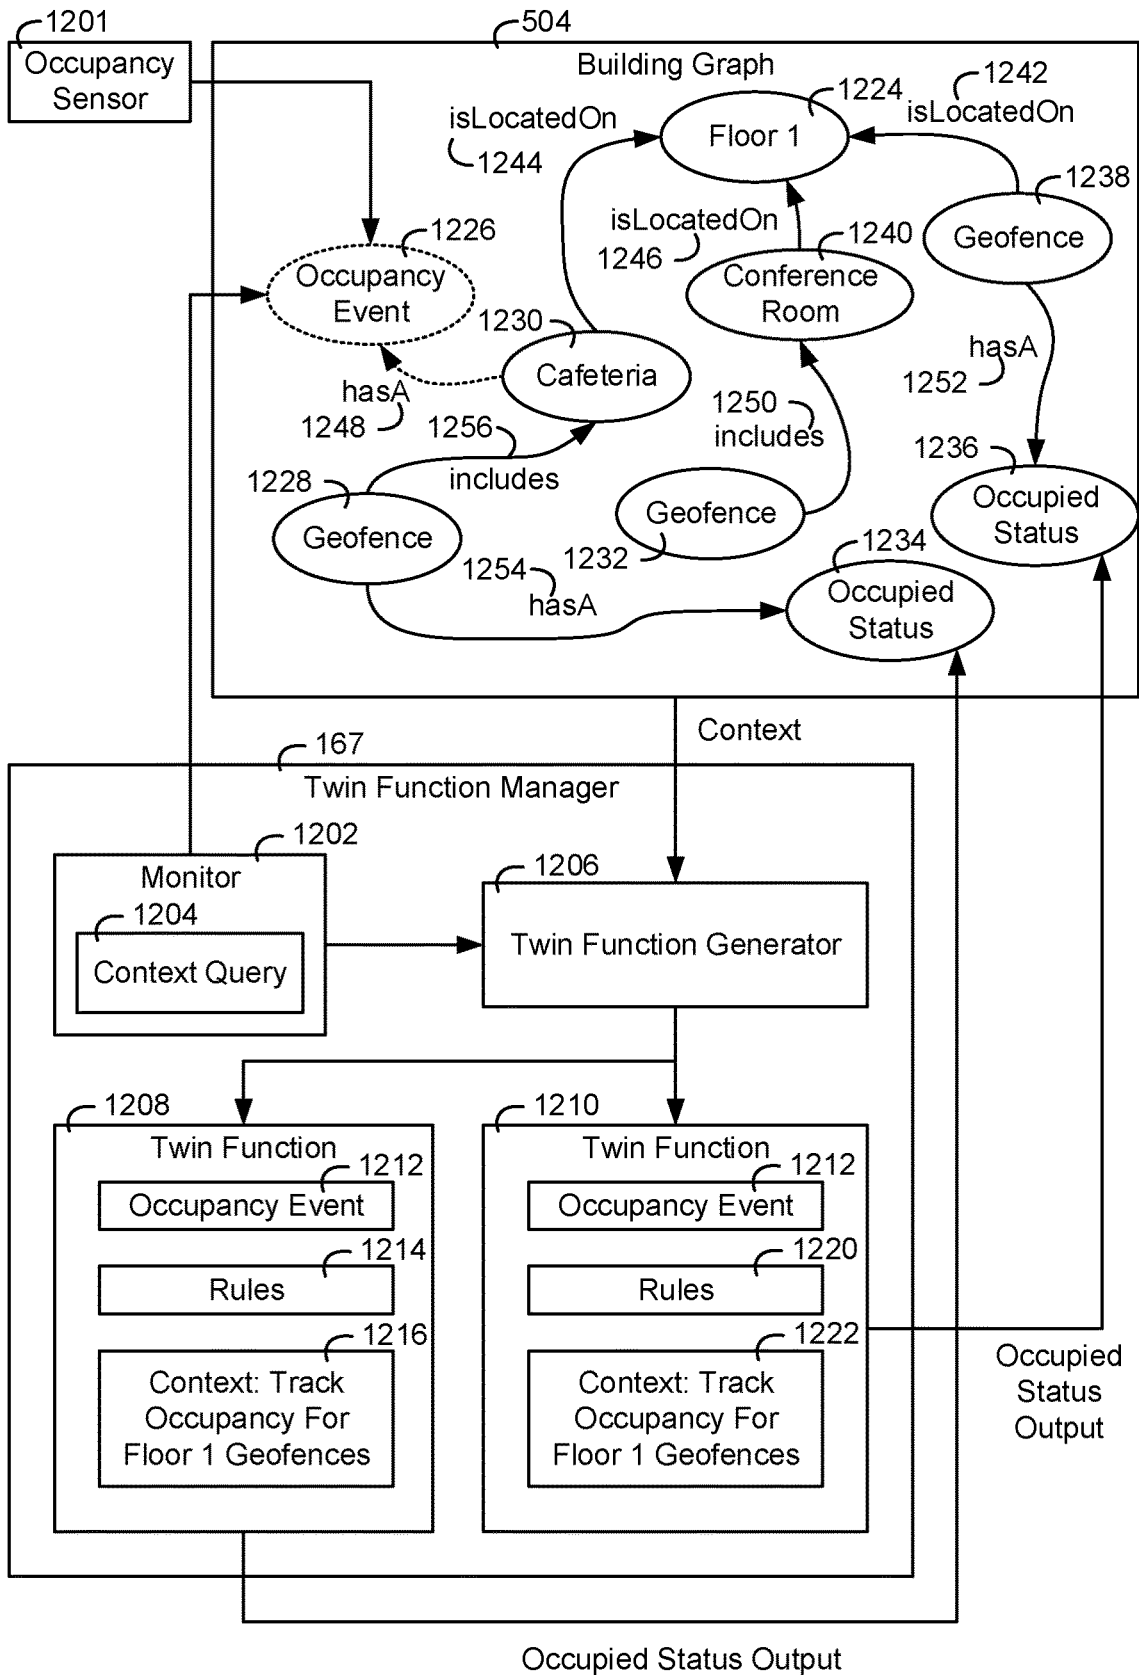 1201
504
Occupancy
Sensor
Building Graph
1242
isLocatedOn
1224
Floor 1
isLocatedOn
1244
1238
Geofence
isLocatedOn
1246
1226
Occupancy
Event
1240
Conference
Room
1230
Cafeteria
hasA
1248
hasA
1252
1256
includes
1250
includes
1228
Geofence
Geofence
1232
1236
Occupied
Status
1254
hasA
1234
Occupied
Status
Context
167
Twin Function Manager
1202
Monitor
1204
Context Query
1206
Twin Function Generator
1208
Twin Function
1212
Occupancy Event
1214
Rules
1216
Context: Track
Occupancy For
Floor 1 Geofences
1210
Twin Function
1212
Occupancy Event
1220
Rules
1222
Context: Track
Occupancy For
Floor 1 Geofences
Occupied
Status
Output
Occupied Status Output